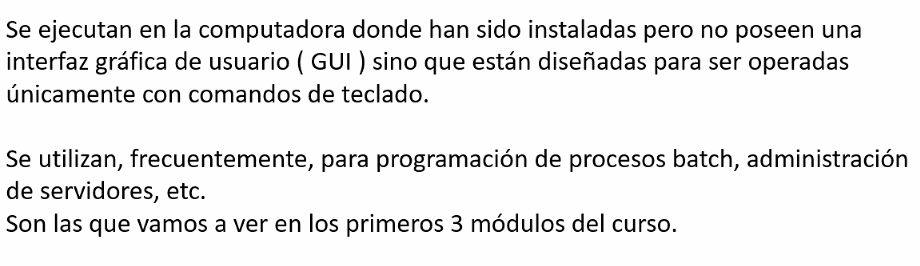 Se ejecutan en la computadora donde han sido instaladas pero no poseen una
interfaz gráfica de usuario ( GUI ) sino que están diseñadas para ser operadas
únicamente con comandos de teclado.
Se utilizan, frecuentemente, para programación de procesos batch, administración
de servidores, etc.
Son las que vamos a ver en los primeros 3 módulos del curso.